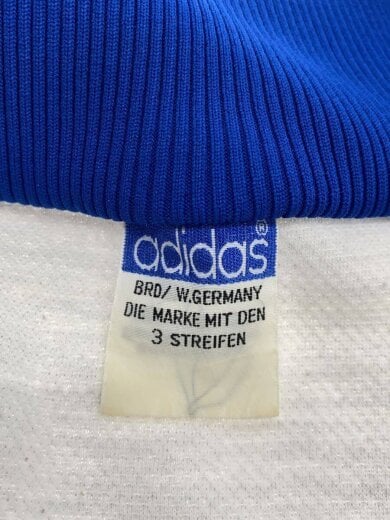 adidas®
BRD/ W.GERMANY
DIE MARKE MIT DEN
3 STREIFEN